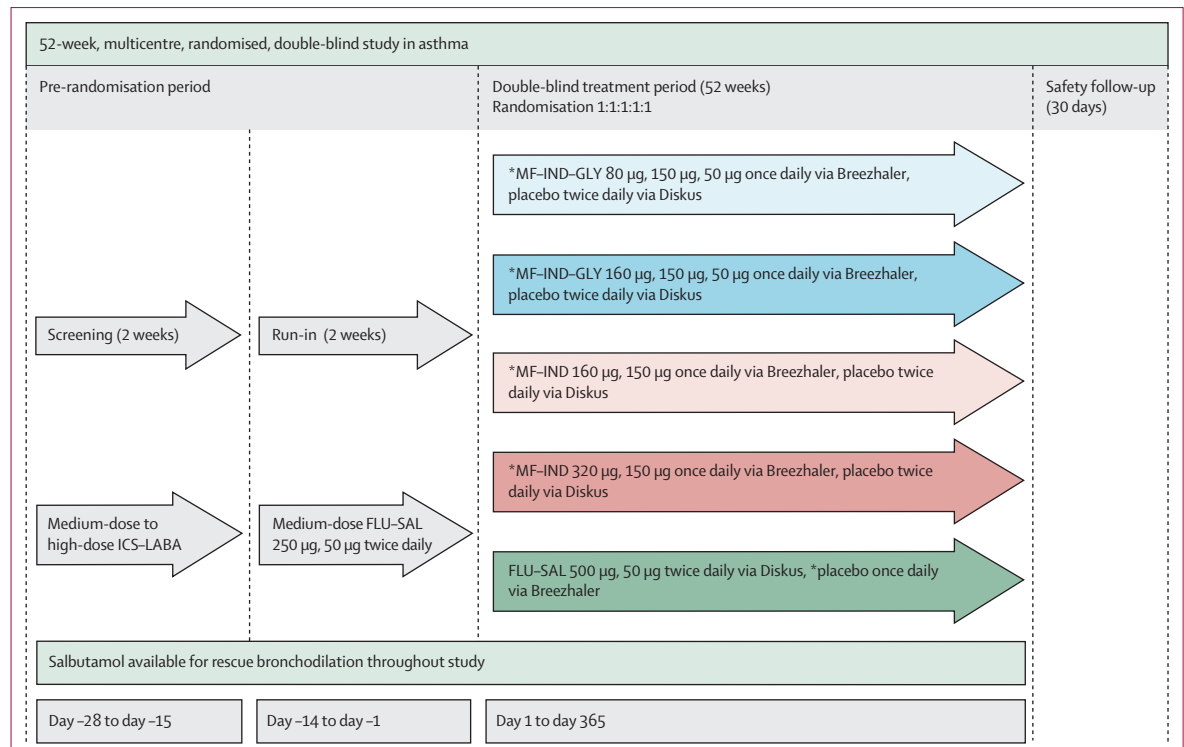 52-week, multicentre, randomised, double-blind study in asthma
Pre-randomisation period
Double-blind treatment period (52 weeks)
Randomisation 1:1:1:1:1
Safety follow-up
(30 days)
*MF–IND–GLY 80 µg, 150 µg, 50 µg once daily via Breezhaler,
placebo twice daily via Diskus
*MF–IND–GLY 160 µg, 150 µg, 50 µg once daily via Breezhaler,
placebo twice daily via Diskus
Screening (2 weeks)
Run-in (2 weeks)
*MF–IND 160 µg, 150 µg once daily via Breezhaler, placebo twice
daily via Diskus
*MF–IND 320 µg, 150 µg once daily via Breezhaler, placebo twice
daily via Diskus
Medium-dose to
high-dose ICS–LABA
Medium-dose FLU–SAL
250 µg, 50 µg twice daily
FLU–SAL 500 µg, 50 µg twice daily via Diskus, *placebo once daily
via Breezhaler
Salbutamol available for rescue bronchodilation throughout study
Day –28 to day –15
Day –14 to day –1
Day 1 to day 365